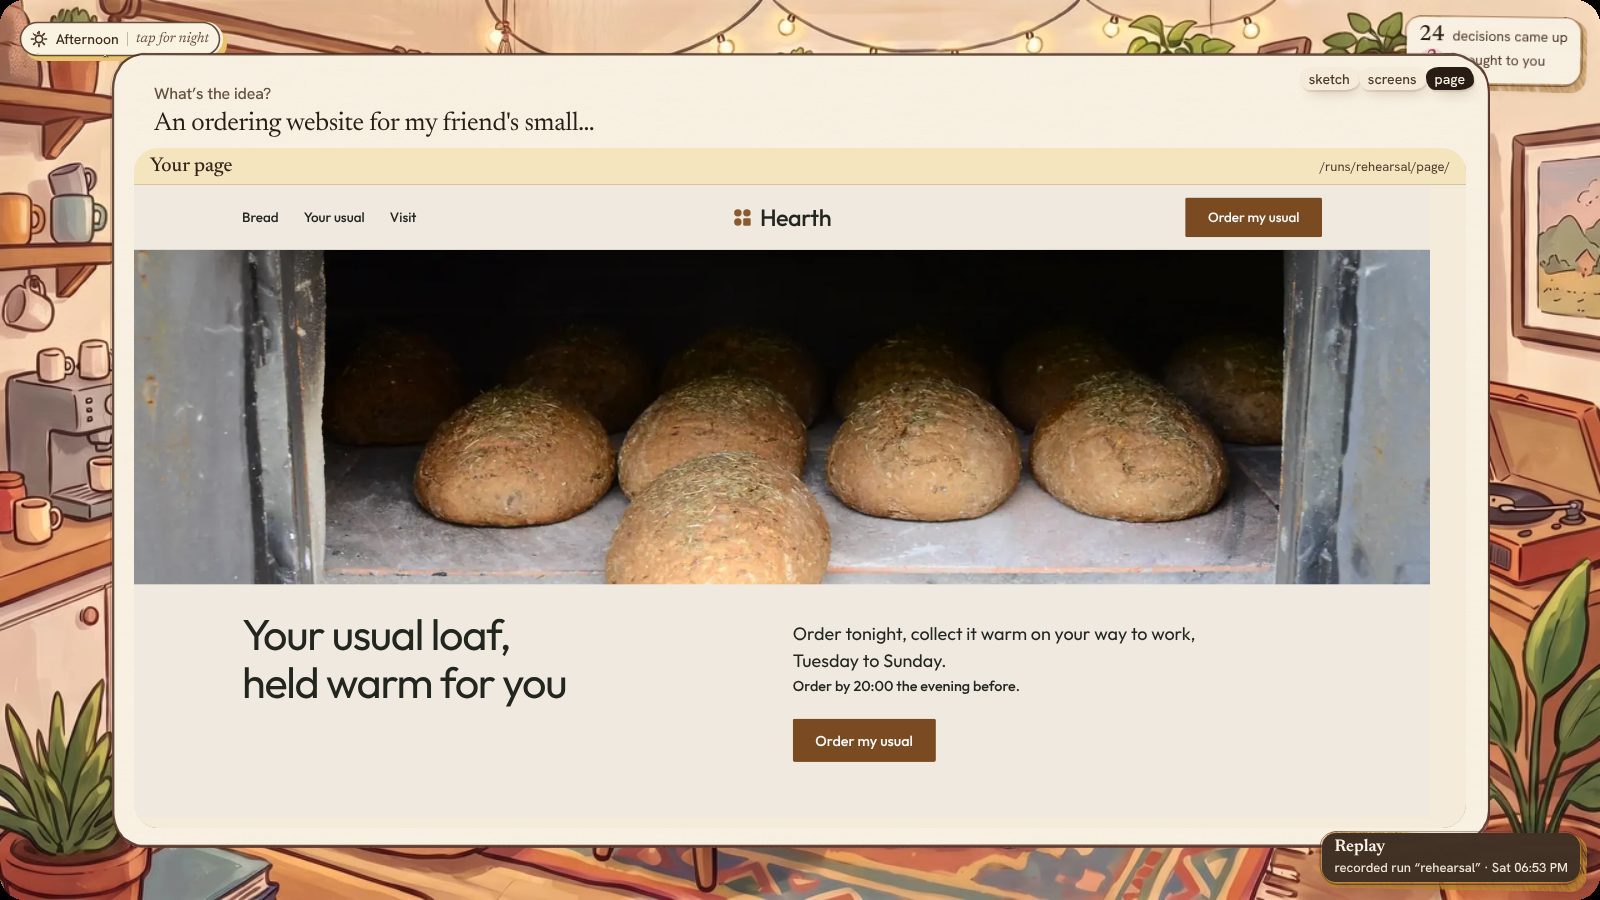 Afternoon | tap for night
24 decisions came up
ought to you
sketch screens page
What's the idea?
An ordering website for my friend's small...
Your page
/runs/rehearsal/page/
Bread Your usual Visit
Hearth
Order my usual
Your usual loaf,
held warm for you
Order tonight, collect it warm on your way to work,
Tuesday to Sunday.
Order by 20:00 the evening before.
Order my usual
Replay
recorded run “rehearsal” · Sat 06:53 PM